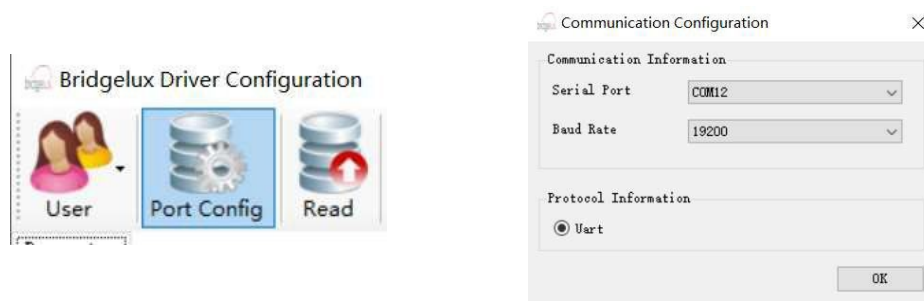 Bridgelux Driver Configuration
User
Port Config
Read
Communication Configuration
Communication Information
Serial Port
COM12
Baud Rate
19200
Protocol Information
Uart
OK